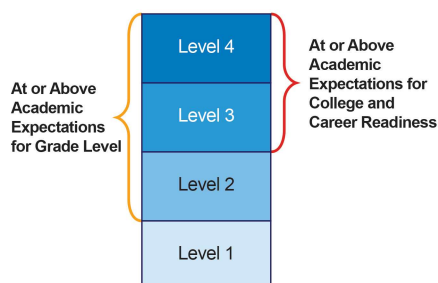 At or Above
Academic
Expectations
for Grade Level
Level 4
Level 3
Level 2
Level 1
At or Above
Academic
Expectations for
College and
Career Readiness